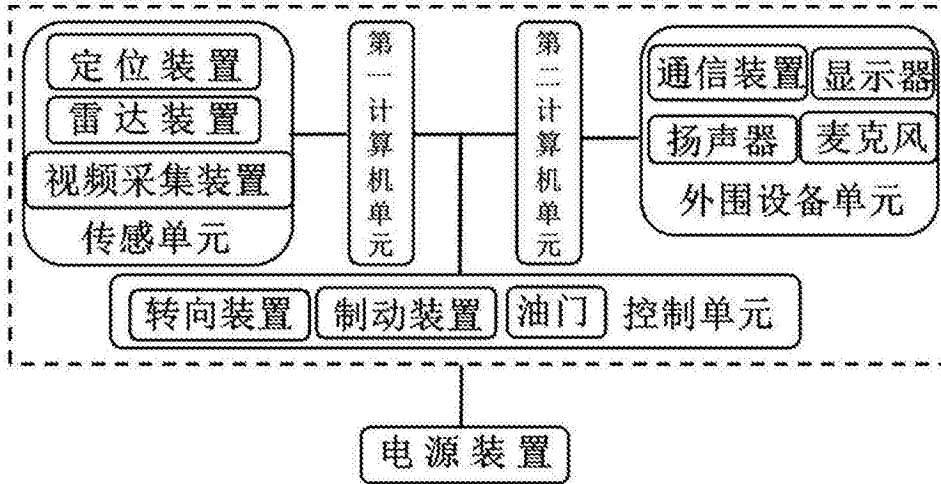 定位装置
雷达装置
视频采集装置
传感单元
第一计算机单元
第二计算机单元
通信装置
显示器
扬声器
麦克风
外围设备单元
转向装置
制动装置
油门
控制单元
电源装置